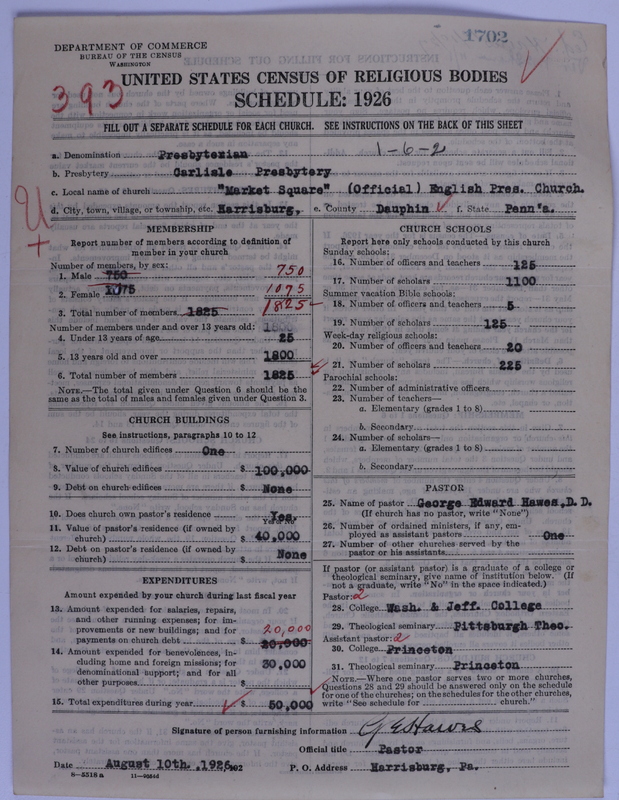 1702
DEPARTMENT OF COMMERCE
BUREAU OF THE CENSUS
WASHINGTON
UNITED STATES CENSUS OF RELIGIOUS BODIES
393
SCHEDULE: 1926
FILL OUT A SEPARATE SCHEDULE FOR EACH CHURCH. SEE INSTRUCTIONS ON THE BACK OF THIS SHEET
1-6-2
a. Denomination Presbyterian
b. Presbytery Carlisle Presbytery
c. Local name of church "Market Square" (Official) English Pres. Church.
d. City, town, village, or township, etc. Harrisburg, e. County Dauphin f. State Penn'a.
MEMBERSHIP
Report number of members according to definition of member in your church
Number of members, by sex:
1. Male 750 750
2. Female 1075 1075
3. Total number of members 1825 1825
Number of members under and over 13 years old: 1800
4. Under 13 years of age 25
5. 13 years old and over 1800
6. Total number of members 1825
NOTE.—The total given under Question 6 should be the same as the total of males and females given under Question 3.
CHURCH BUILDINGS
See instructions, paragraphs 10 to 12
7. Number of church edifices One
8. Value of church edifices $ 100,000
9. Debt on church edifices $ None
10. Does church own pastor's residence? Yes.
Yes or No
11. Value of pastor's residence (if owned by church) $ 40,000
12. Debt on pastor's residence (if owned by church) $ None
EXPENDITURES
Amount expended by your church during last fiscal year
13. Amount expended for salaries, repairs, and other running expenses; for improvements or new buildings; and for payments on church debt $ 20,000 20,000
14. Amount expended for benevolences, including home and foreign missions; for denominational support; and for all other purposes $ 30,000
15. Total expenditures during year $ 50,000
CHURCH SCHOOLS
Report here only schools conducted by this church
Sunday schools:
16. Number of officers and teachers 125
17. Number of scholars 1100
Summer vacation Bible schools:
18. Number of officers and teachers 5
19. Number of scholars 125
Week-day religious schools:
20. Number of officers and teachers 20
21. Number of scholars 225
Parochial schools:
22. Number of administrative officers
23. Number of teachers—
a. Elementary (grades 1 to 8)
b. Secondary
24. Number of scholars—
a. Elementary (grades 1 to 8)
b. Secondary
PASTOR
25. Name of pastor George Edward Hawes, D.D.
(If church has no pastor, write "None")
26. Number of ordained ministers, if any, employed as assistant pastors One
27. Number of other churches served by the pastor or his assistants
If pastor (or assistant pastor) is a graduate of a college or theological seminary, give name of institution below. (If not a graduate, write "No" in the space indicated.)
Pastor: 2
28. College Wash. & Jeff. College
29. Theological seminary Pittsburgh Theo.
Assistant pastor: 2
30. College Princeton
31. Theological seminary Princeton
NOTE.—Where one pastor serves two or more churches, Questions 28 and 29 should be answered only on the schedule for one of the churches; on the schedules for the other churches, write "See schedule for church."
Signature of person furnishing information G E Hawes
Official title Pastor
Date August 10th., 1926, 192 P. O. Address Harrisburg, Pa.
8—5518 a